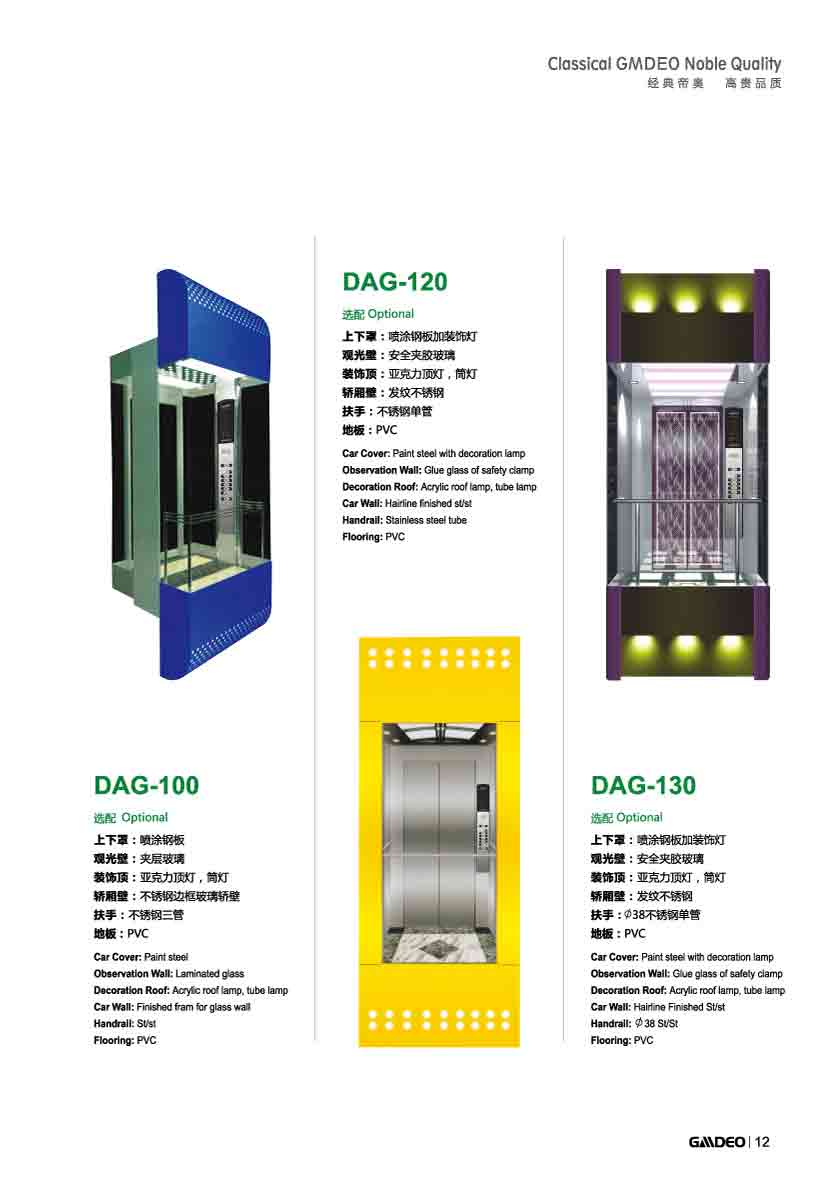 Classical GMDEO Noble Quality
经典帝奥 高贵品质
DAG-120
选配 Optional
上下罩：喷涂钢板加装饰灯
观光壁：安全夹胶玻璃
装饰顶：亚克力顶灯，筒灯
轿厢壁：发纹不锈钢
扶手：不锈钢单管
地板：PVC
Car Cover: Paint steel with decoration lamp
Observation Wall: Glue glass of safety clamp
Decoration Roof: Acrylic roof lamp, tube lamp
Car Wall: Hairline finished st/st
Handrail: Stainless steel tube
Flooring: PVC
DAG-100
选配 Optional
上下罩：喷涂钢板
观光壁：夹层玻璃
装饰顶：亚克力顶灯，筒灯
轿厢壁：不锈钢边框玻璃轿壁
扶手：不锈钢三管
地板：PVC
Car Cover: Paint steel
Observation Wall: Laminated glass
Decoration Roof: Acrylic roof lamp, tube lamp
Car Wall: Finished fram for glass wall
Handrail: St/st
Flooring: PVC
DAG-130
选配 Optional
上下罩：喷涂钢板加装饰灯
观光壁：安全夹胶玻璃
装饰顶：亚克力顶灯，筒灯
轿厢壁：发纹不锈钢
扶手：∅38不锈钢单管
地板：PVC
Car Cover: Paint steel with decoration lamp
Observation Wall: Glue glass of safety clamp
Decoration Roof: Acrylic roof lamp, tube lamp
Car Wall: Hairline Finished St/st
Handrail: ∅38 St/St
Flooring: PVC
GMDEO | 12